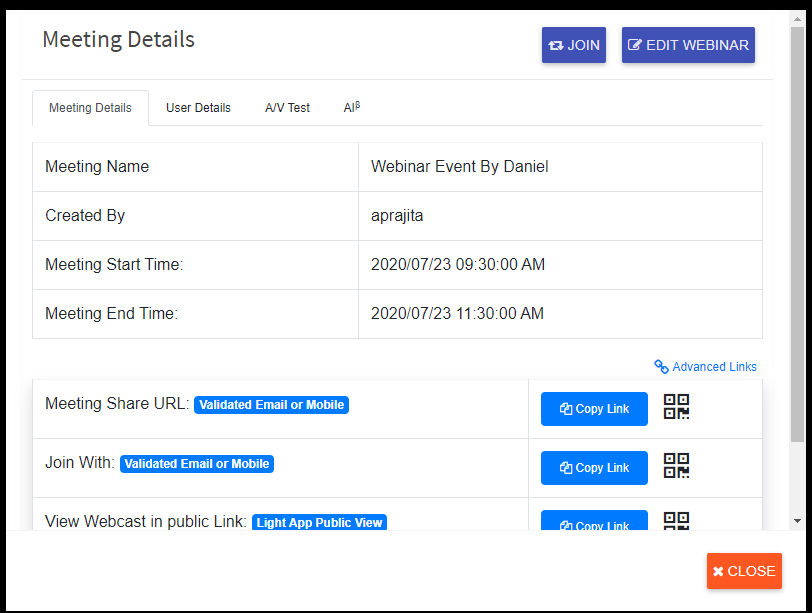 Meeting Details
JOIN
EDIT WEBINAR
Meeting Details
User Details
A/V Test
AIᵝ
Meeting Name
Webinar Event By Daniel
Created By
aprajita
Meeting Start Time:
2020/07/23 09:30:00 AM
Meeting End Time:
2020/07/23 11:30:00 AM
Advanced Links
Meeting Share URL: Validated Email or Mobile
Copy Link
Join With: Validated Email or Mobile
Copy Link
View Webcast in public Link: Light App Public View
Copy Link
CLOSE